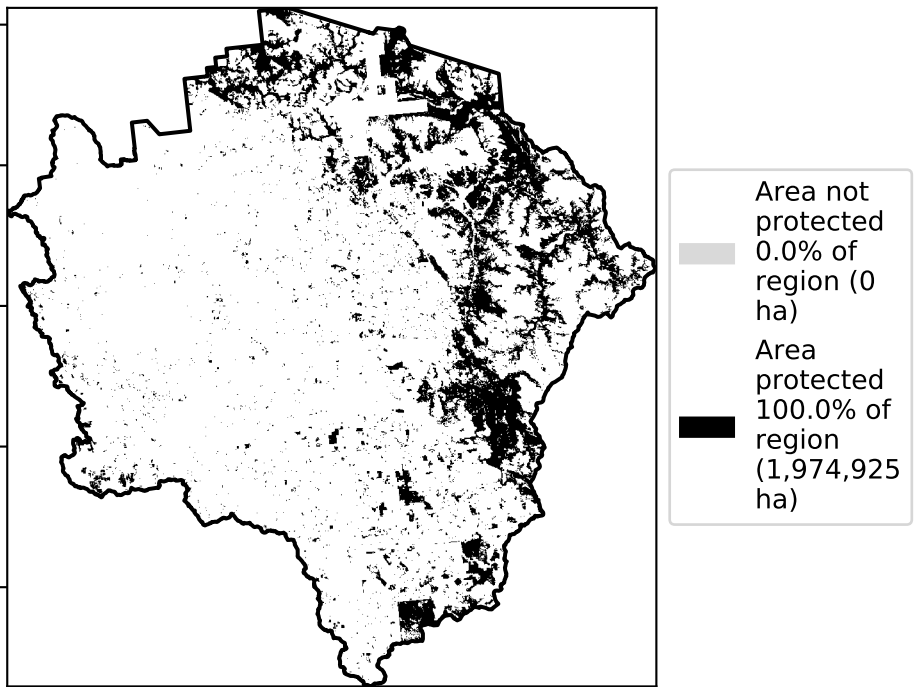 Area not
protected
0.0% of
region (0
ha)
Area
protected
100.0% of
region
(1,974,925
ha)